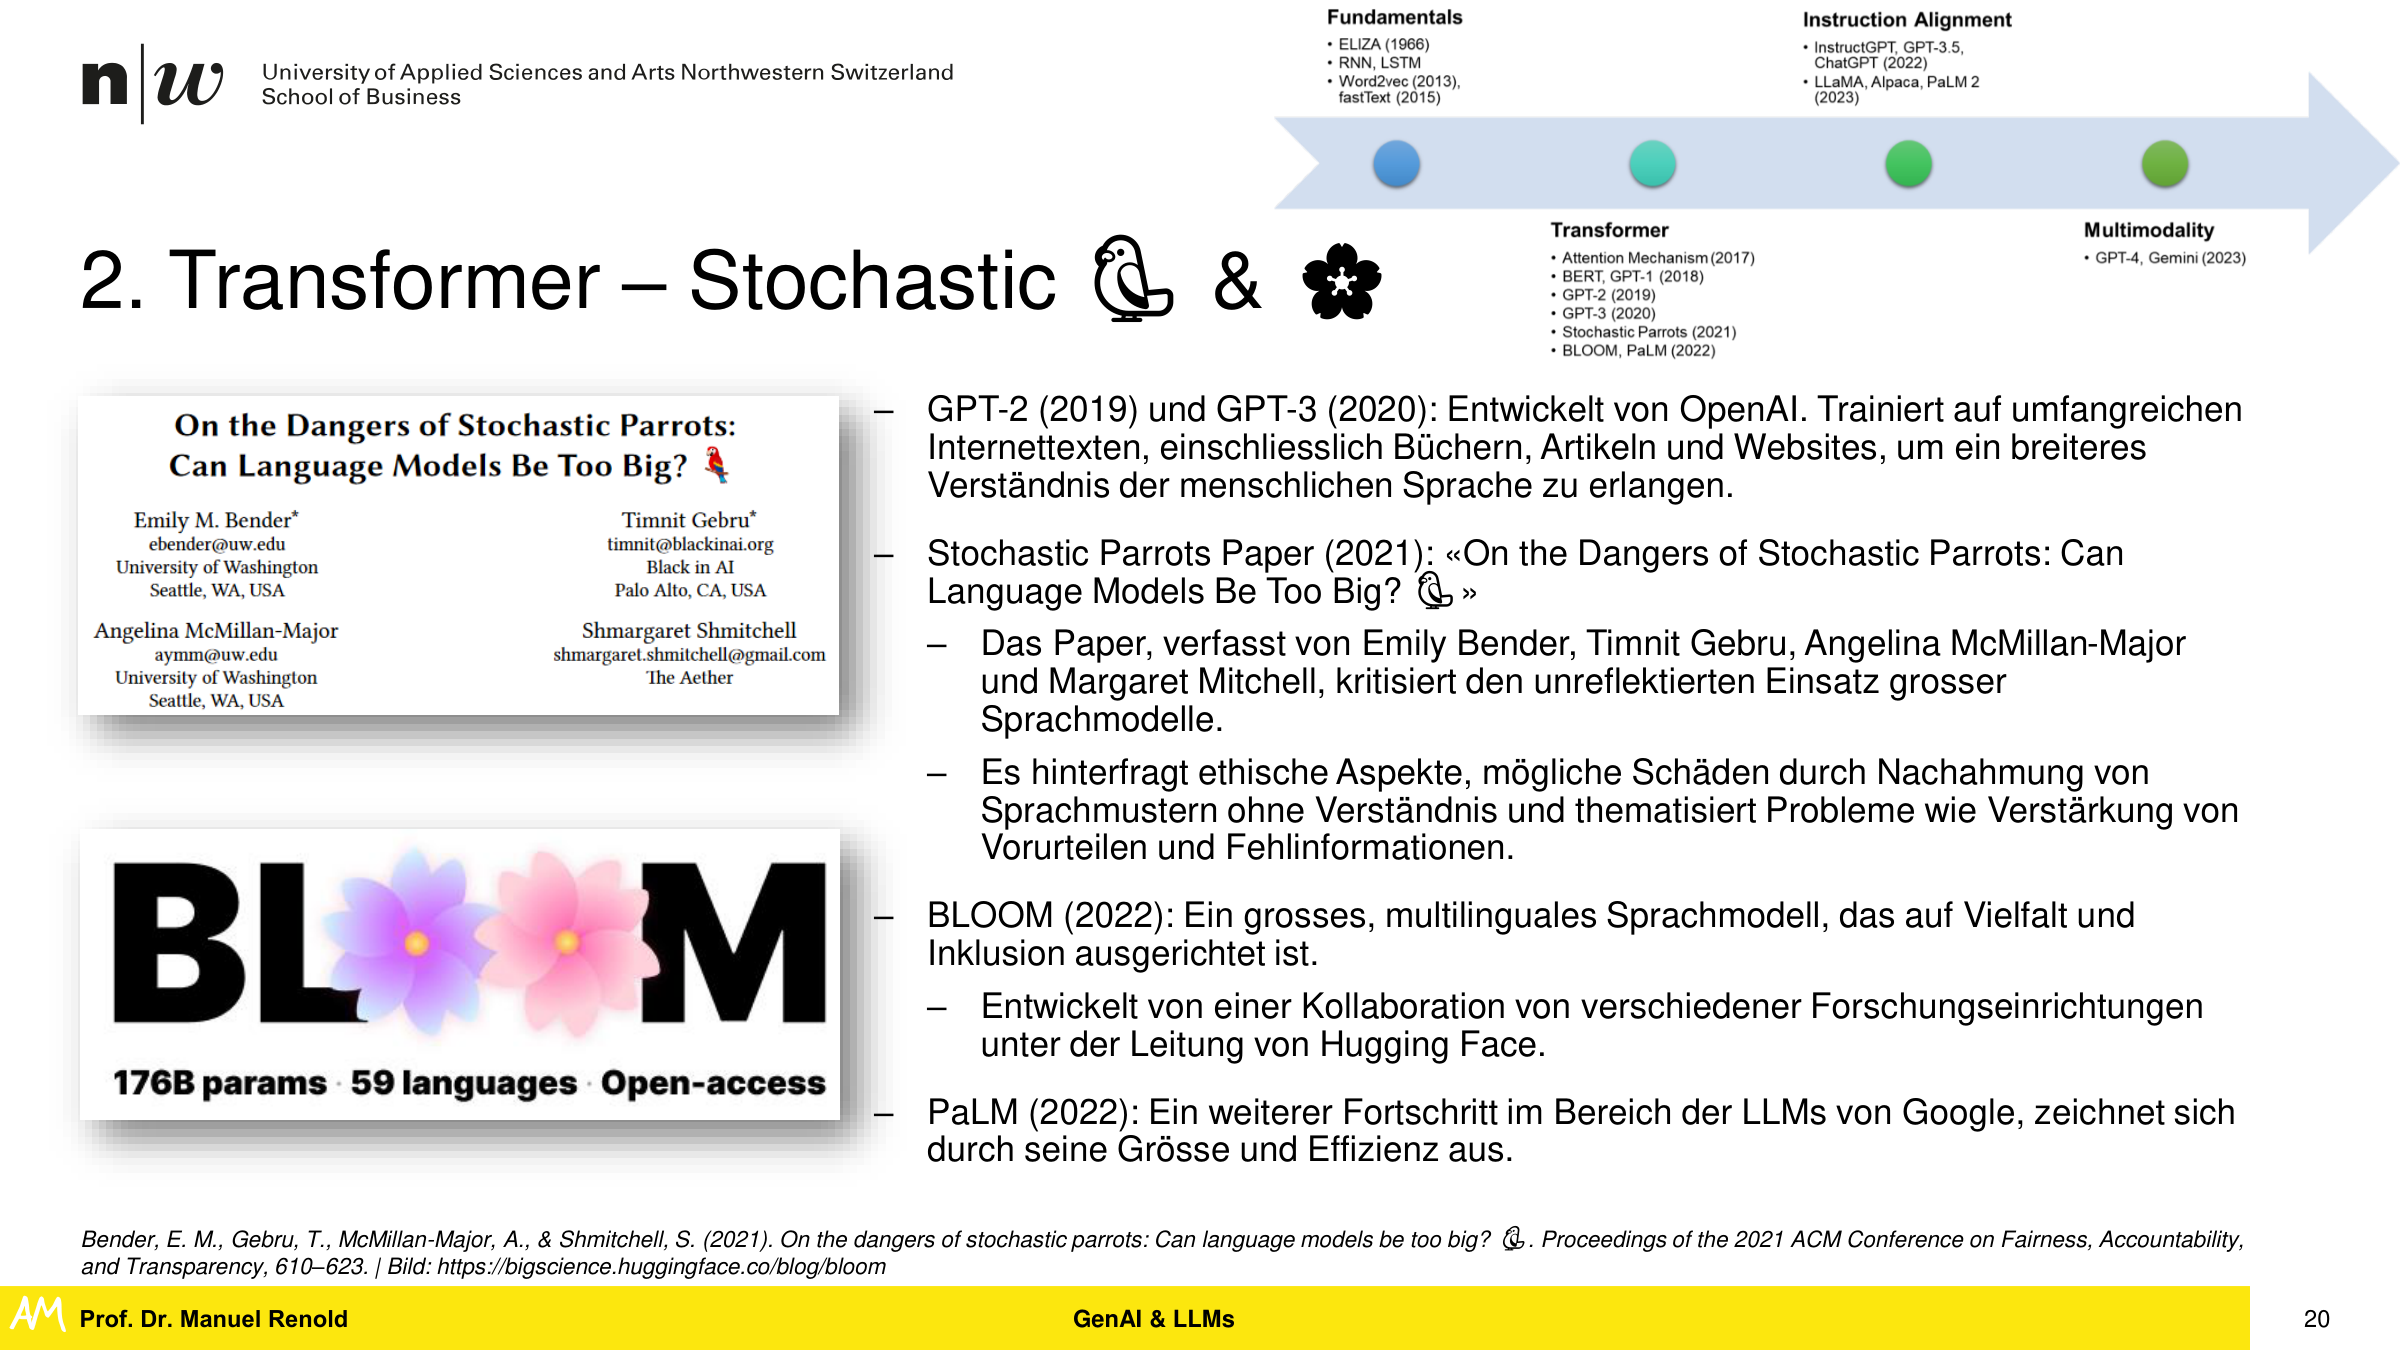 n|w University of Applied Sciences and Arts Northwestern Switzerland
School of Business
Fundamentals
• ELIZA (1966)
• RNN, LSTM
• Word2vec (2013),
fastText (2015)
Instruction Alignment
• InstructGPT, GPT-3.5,
ChatGPT (2022)
• LLaMA, Alpaca, PaLM 2
(2023)
Transformer
• Attention Mechanism (2017)
• BERT, GPT-1 (2018)
• GPT-2 (2019)
• GPT-3 (2020)
• Stochastic Parrots (2021)
• BLOOM, PaLM (2022)
Multimodality
• GPT-4, Gemini (2023)
2. Transformer – Stochastic 🦜 & 🌸
On the Dangers of Stochastic Parrots:
Can Language Models Be Too Big? 🦜
Emily M. Bender*
ebender@uw.edu
University of Washington
Seattle, WA, USA
Timnit Gebru*
timnit@blackinai.org
Black in AI
Palo Alto, CA, USA
Angelina McMillan-Major
aymm@uw.edu
University of Washington
Seattle, WA, USA
Shmargaret Shmitchell
shmargaret.shmitchell@gmail.com
The Aether
BLOOM
176B params · 59 languages · Open-access
– GPT-2 (2019) und GPT-3 (2020): Entwickelt von OpenAI. Trainiert auf umfangreichen
Internettexten, einschliesslich Büchern, Artikeln und Websites, um ein breiteres
Verständnis der menschlichen Sprache zu erlangen.
– Stochastic Parrots Paper (2021): «On the Dangers of Stochastic Parrots: Can
Language Models Be Too Big? 🦜»
– Das Paper, verfasst von Emily Bender, Timnit Gebru, Angelina McMillan-Major
und Margaret Mitchell, kritisiert den unreflektierten Einsatz grosser
Sprachmodelle.
– Es hinterfragt ethische Aspekte, mögliche Schäden durch Nachahmung von
Sprachmustern ohne Verständnis und thematisiert Probleme wie Verstärkung von
Vorurteilen und Fehlinformationen.
– BLOOM (2022): Ein grosses, multilinguales Sprachmodell, das auf Vielfalt und
Inklusion ausgerichtet ist.
– Entwickelt von einer Kollaboration von verschiedener Forschungseinrichtungen
unter der Leitung von Hugging Face.
– PaLM (2022): Ein weiterer Fortschritt im Bereich der LLMs von Google, zeichnet sich
durch seine Grösse und Effizienz aus.
Bender, E. M., Gebru, T., McMillan-Major, A., & Shmitchell, S. (2021). On the dangers of stochastic parrots: Can language models be too big? 🦜. Proceedings of the 2021 ACM Conference on Fairness, Accountability,
and Transparency, 610–623. | Bild: https://bigscience.huggingface.co/blog/bloom
AM Prof. Dr. Manuel Renold
GenAI & LLMs
20